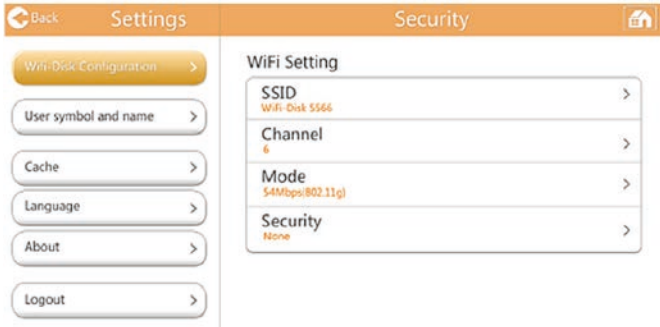 Back
Settings
Security
Wifi-Disk Configuration
User symbol and name
Cache
Language
About
Logout
WiFi Setting
SSID
WiFi-Disk 5566
Channel
6
Mode
54Mbps(802.11g)
Security
None